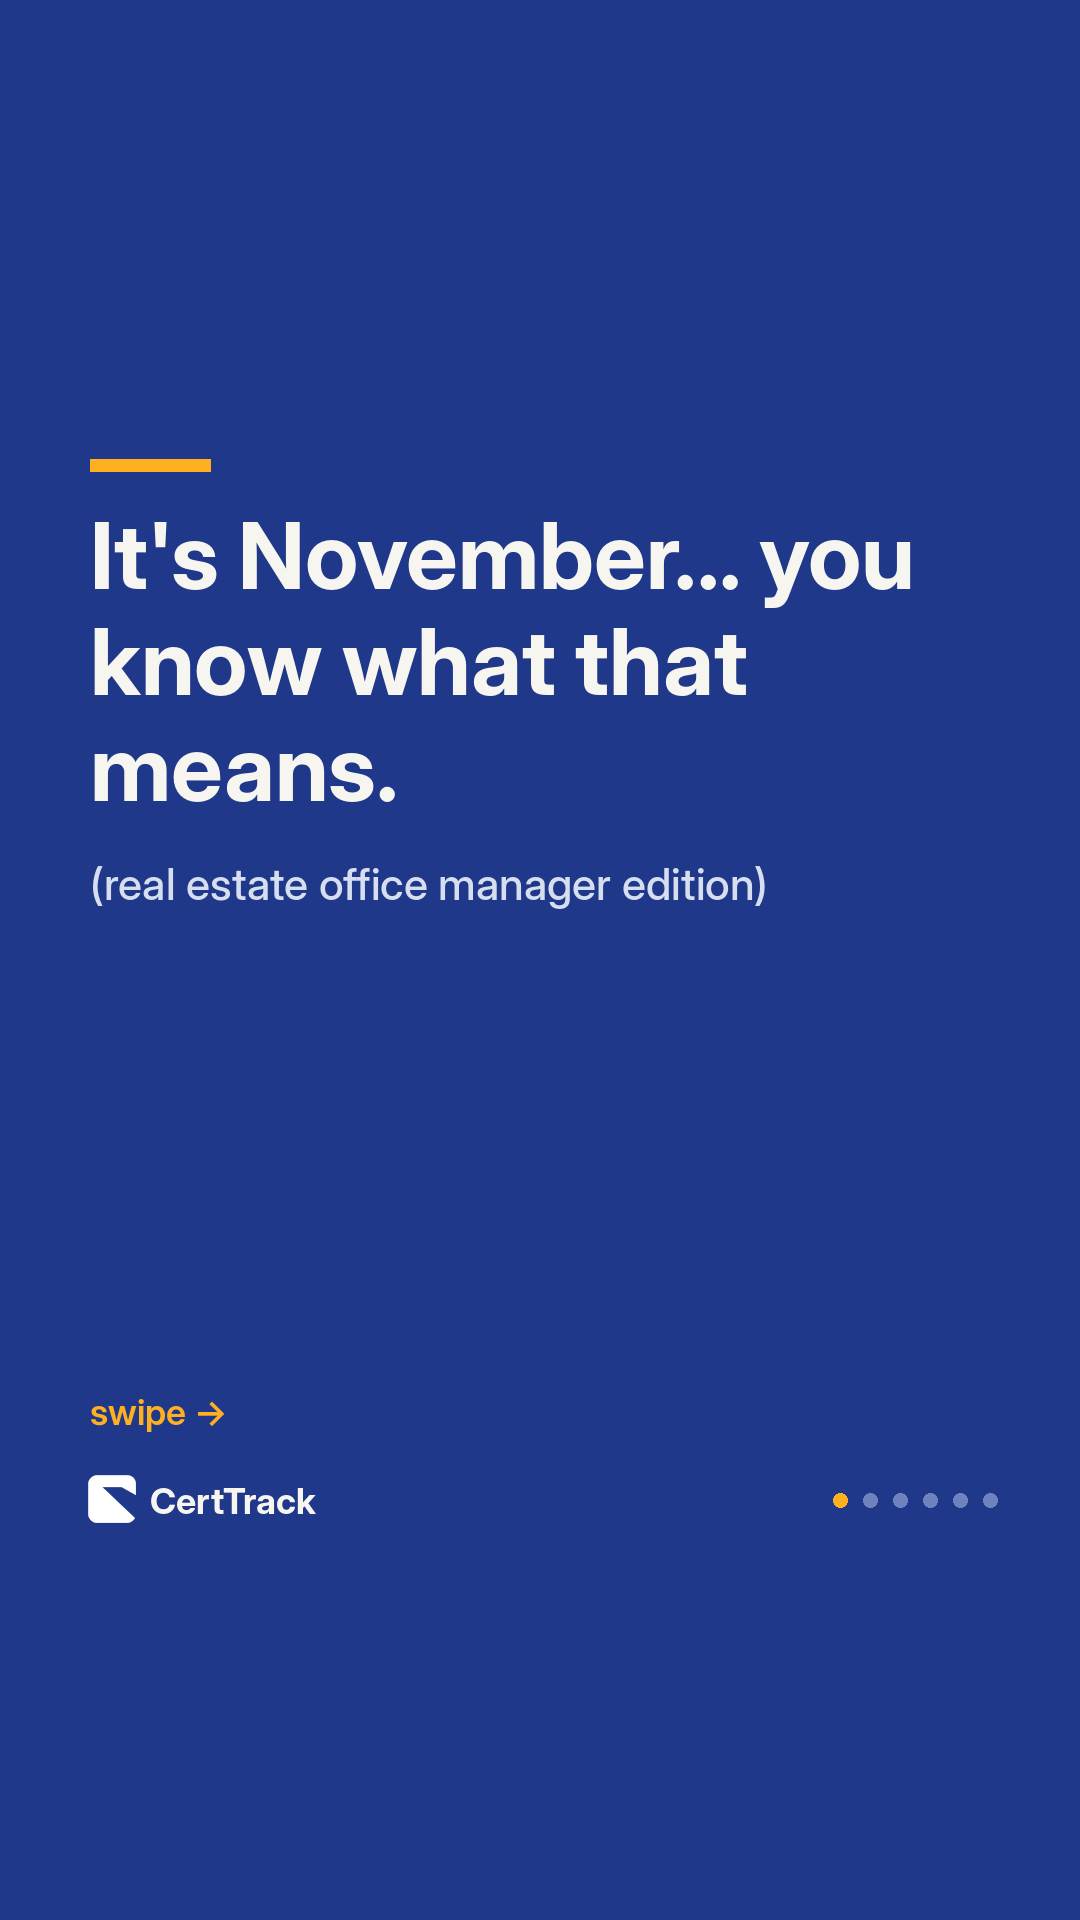 It's November... you
know what that
means.
(real estate office manager edition)
swipe →
CertTrack